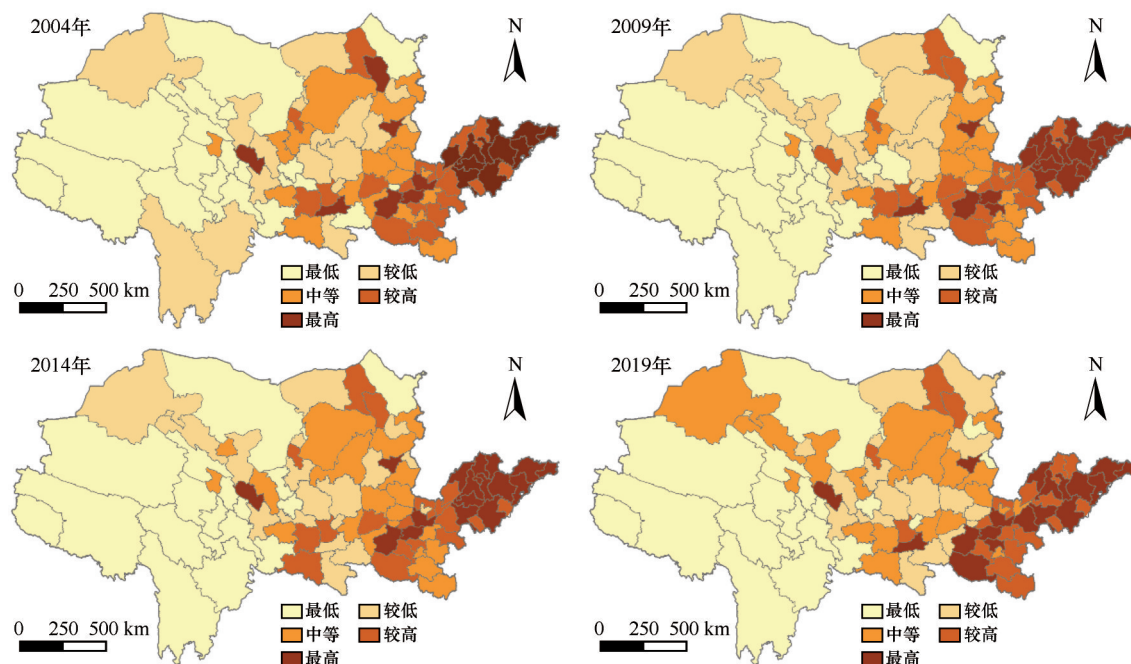 2004年
N
最低 较低
中等 较高
最高
0 250 500 km
2009年
N
最低 较低
中等 较高
最高
0 250 500 km
2014年
N
最低 较低
中等 较高
最高
0 250 500 km
2019年
N
最低 较低
中等 较高
最高
0 250 500 km